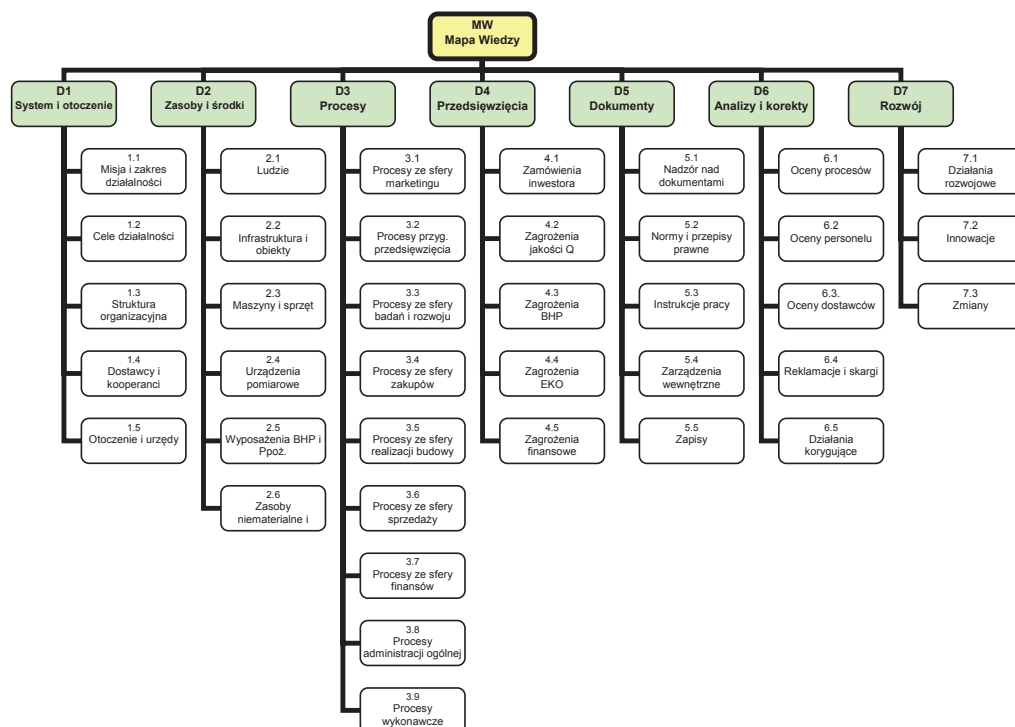 MW
Mapa Wiedzy
D1
System i otoczenie
D2
Zasoby i środki
D3
Procesy
D4
Przedsięwzięcia
D5
Dokumenty
D6
Analizy i korekty
D7
Rozwój
1.1
Misja i zakres
działalności
1.2
Cele działalności
1.3
Struktura
organizacyjna
1.4
Dostawcy i
kooperanci
1.5
Otoczenie i urzędy
2.1
Ludzie
2.2
Infrastruktura i
obiekty
2.3
Maszyny i sprzęt
2.4
Urządzenia
pomiarowe
2.5
Wyposażenia BHP i
Ppoż.
2.6
Zasoby
niematerialne i
3.1
Procesy ze sfery
marketingu
3.2
Procesy przyg.
przedsięwzięcia
3.3
Procesy ze sfery
badań i rozwoju
3.4
Procesy ze sfery
zakupów
3.5
Procesy ze sfery
realizacji budowy
3.6
Procesy ze sfery
sprzedaży
3.7
Procesy ze sfery
finansów
3.8
Procesy
administracji ogólnej
3.9
Procesy
wykonawcze
4.1
Zamówienia
inwestora
4.2
Zagrożenia
jakości Q
4.3
Zagrożenia
BHP
4.4
Zagrożenia
EKO
4.5
Zagrożenia
finansowe
5.1
Nadzór nad
dokumentami
5.2
Normy i przepisy
prawne
5.3
Instrukcje pracy
5.4
Zarządzenia
wewnętrzne
5.5
Zapisy
6.1
Oceny procesów
6.2
Oceny personelu
6.3.
Oceny dostawców
6.4
Reklamacje i skargi
6.5
Działania
korygujące
7.1
Działania
rozwojowe
7.2
Innowacje
7.3
Zmiany